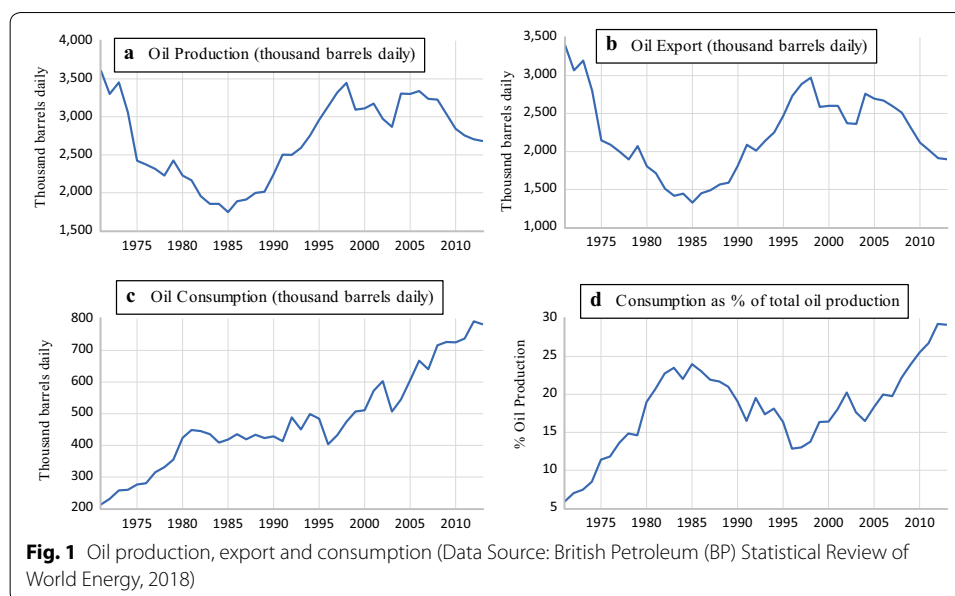 a Oil Production (thousand barrels daily)
Thousand barrels daily
4,000
3,500
3,000
2,500
2,000
1,500
1975 1980 1985 1990 1995 2000 2005 2010
b Oil Export (thousand barrels daily)
Thousand barrels daily
3,500
3,000
2,500
2,000
1,500
1,000
1975 1980 1985 1990 1995 2000 2005 2010
c Oil Consumption (thousand barrels daily)
Thousand barrels daily
800
700
600
500
400
300
200
1975 1980 1985 1990 1995 2000 2005 2010
d Consumption as % of total oil production
% Oil Production
30
25
20
15
10
5
1975 1980 1985 1990 1995 2000 2005 2010
Fig. 1 Oil production, export and consumption (Data Source: British Petroleum (BP) Statistical Review of
World Energy, 2018)